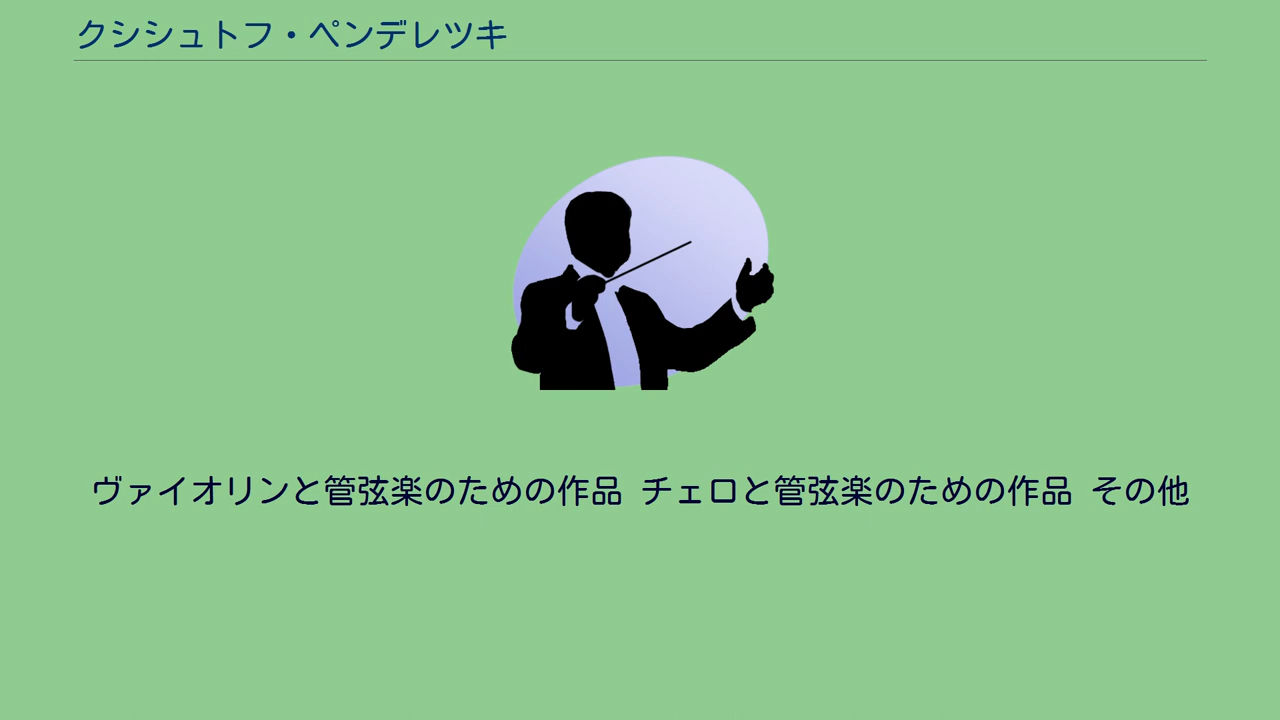 クシシュトフ・ペンデレツキ
ヴァイオリンと管弦楽のための作品 チェロと管弦楽のための作品 その他